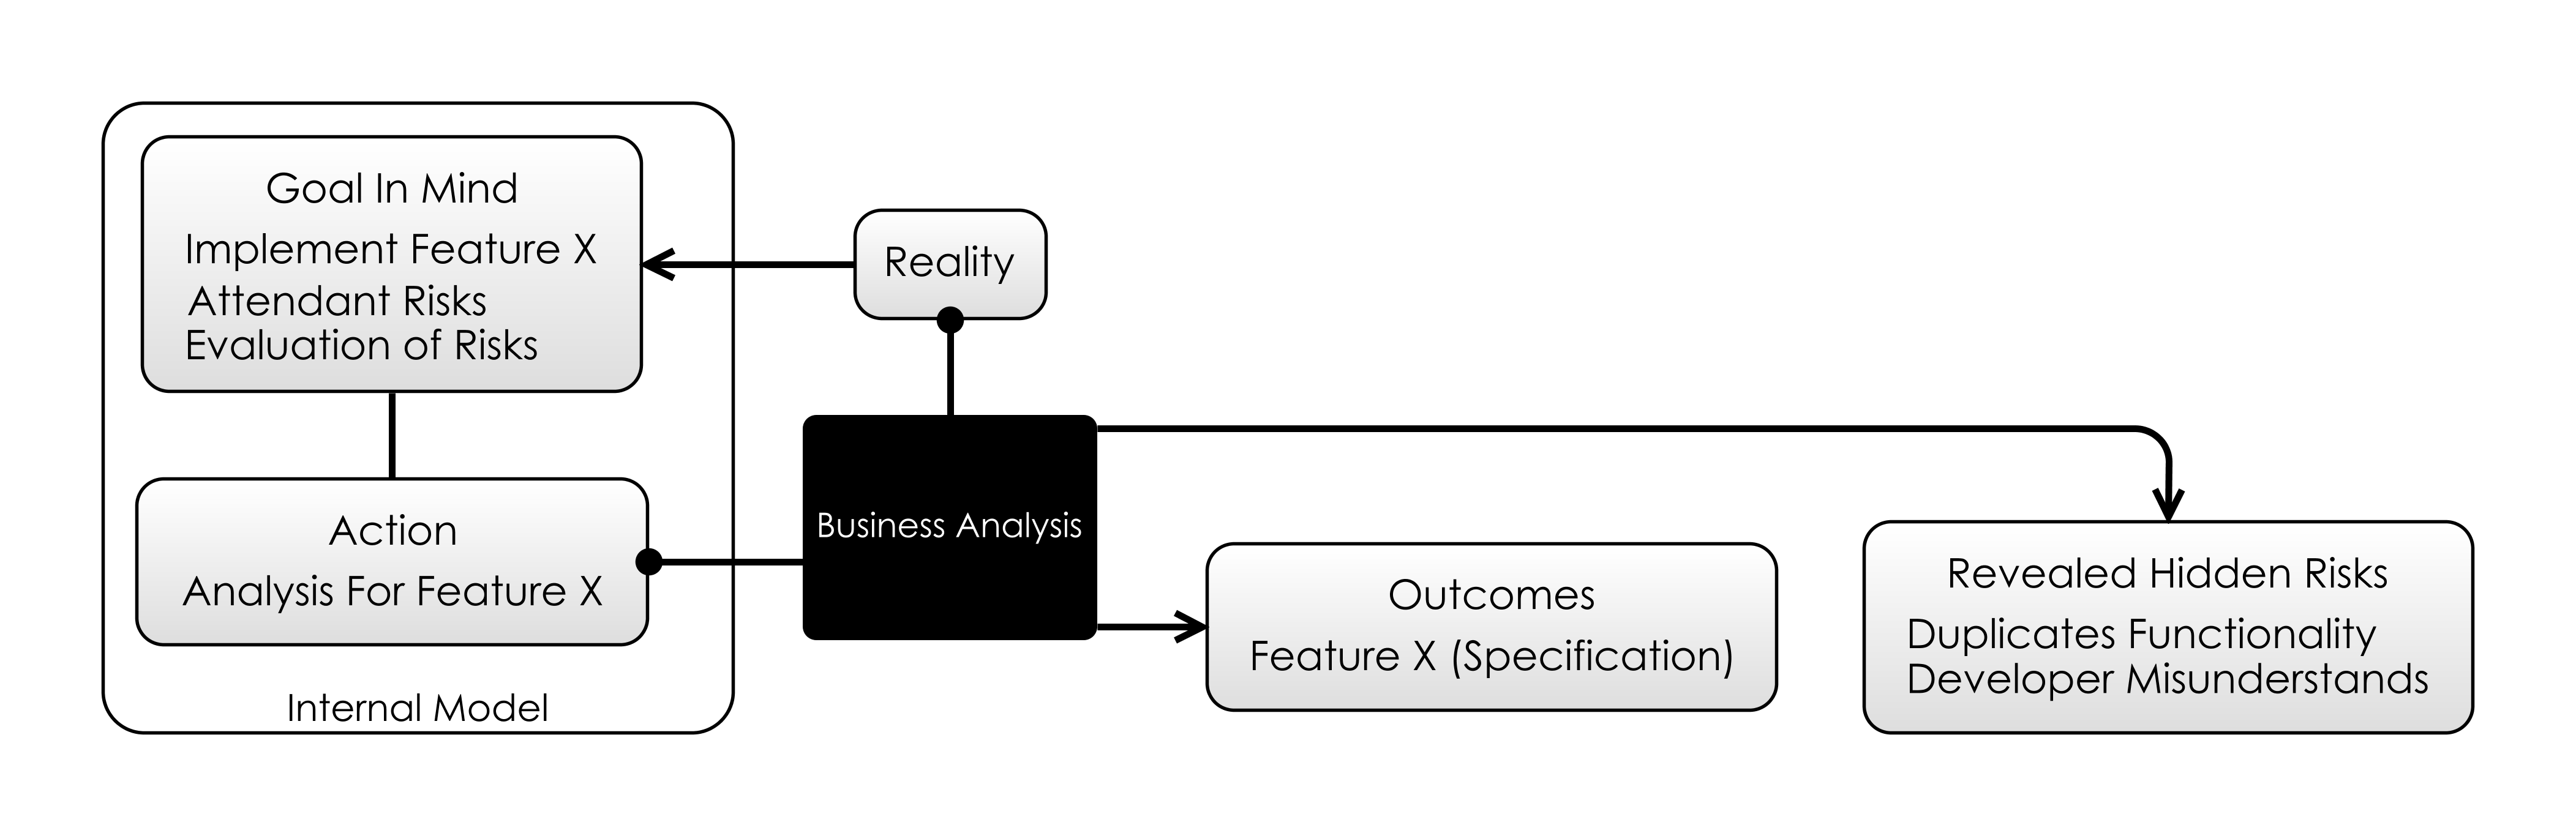 Goal In Mind
Implement Feature X
Attendant Risks
Evaluation of Risks
Action
Analysis For Feature X
Internal Model
Reality
Business Analysis
Outcomes
Feature X (Specification)
Revealed Hidden Risks
Duplicates Functionality
Developer Misunderstands